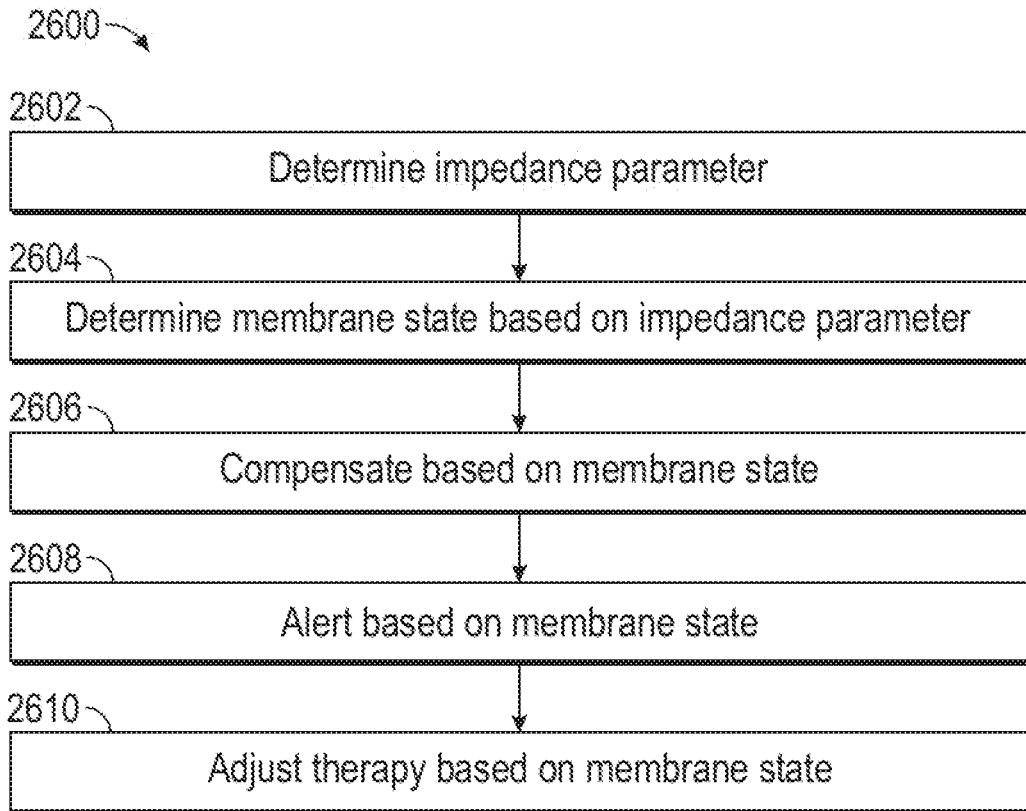 2600
2602
Determine impedance parameter
2604
Determine membrane state based on impedance parameter
2606
Compensate based on membrane state
2608
Alert based on membrane state
2610
Adjust therapy based on membrane state